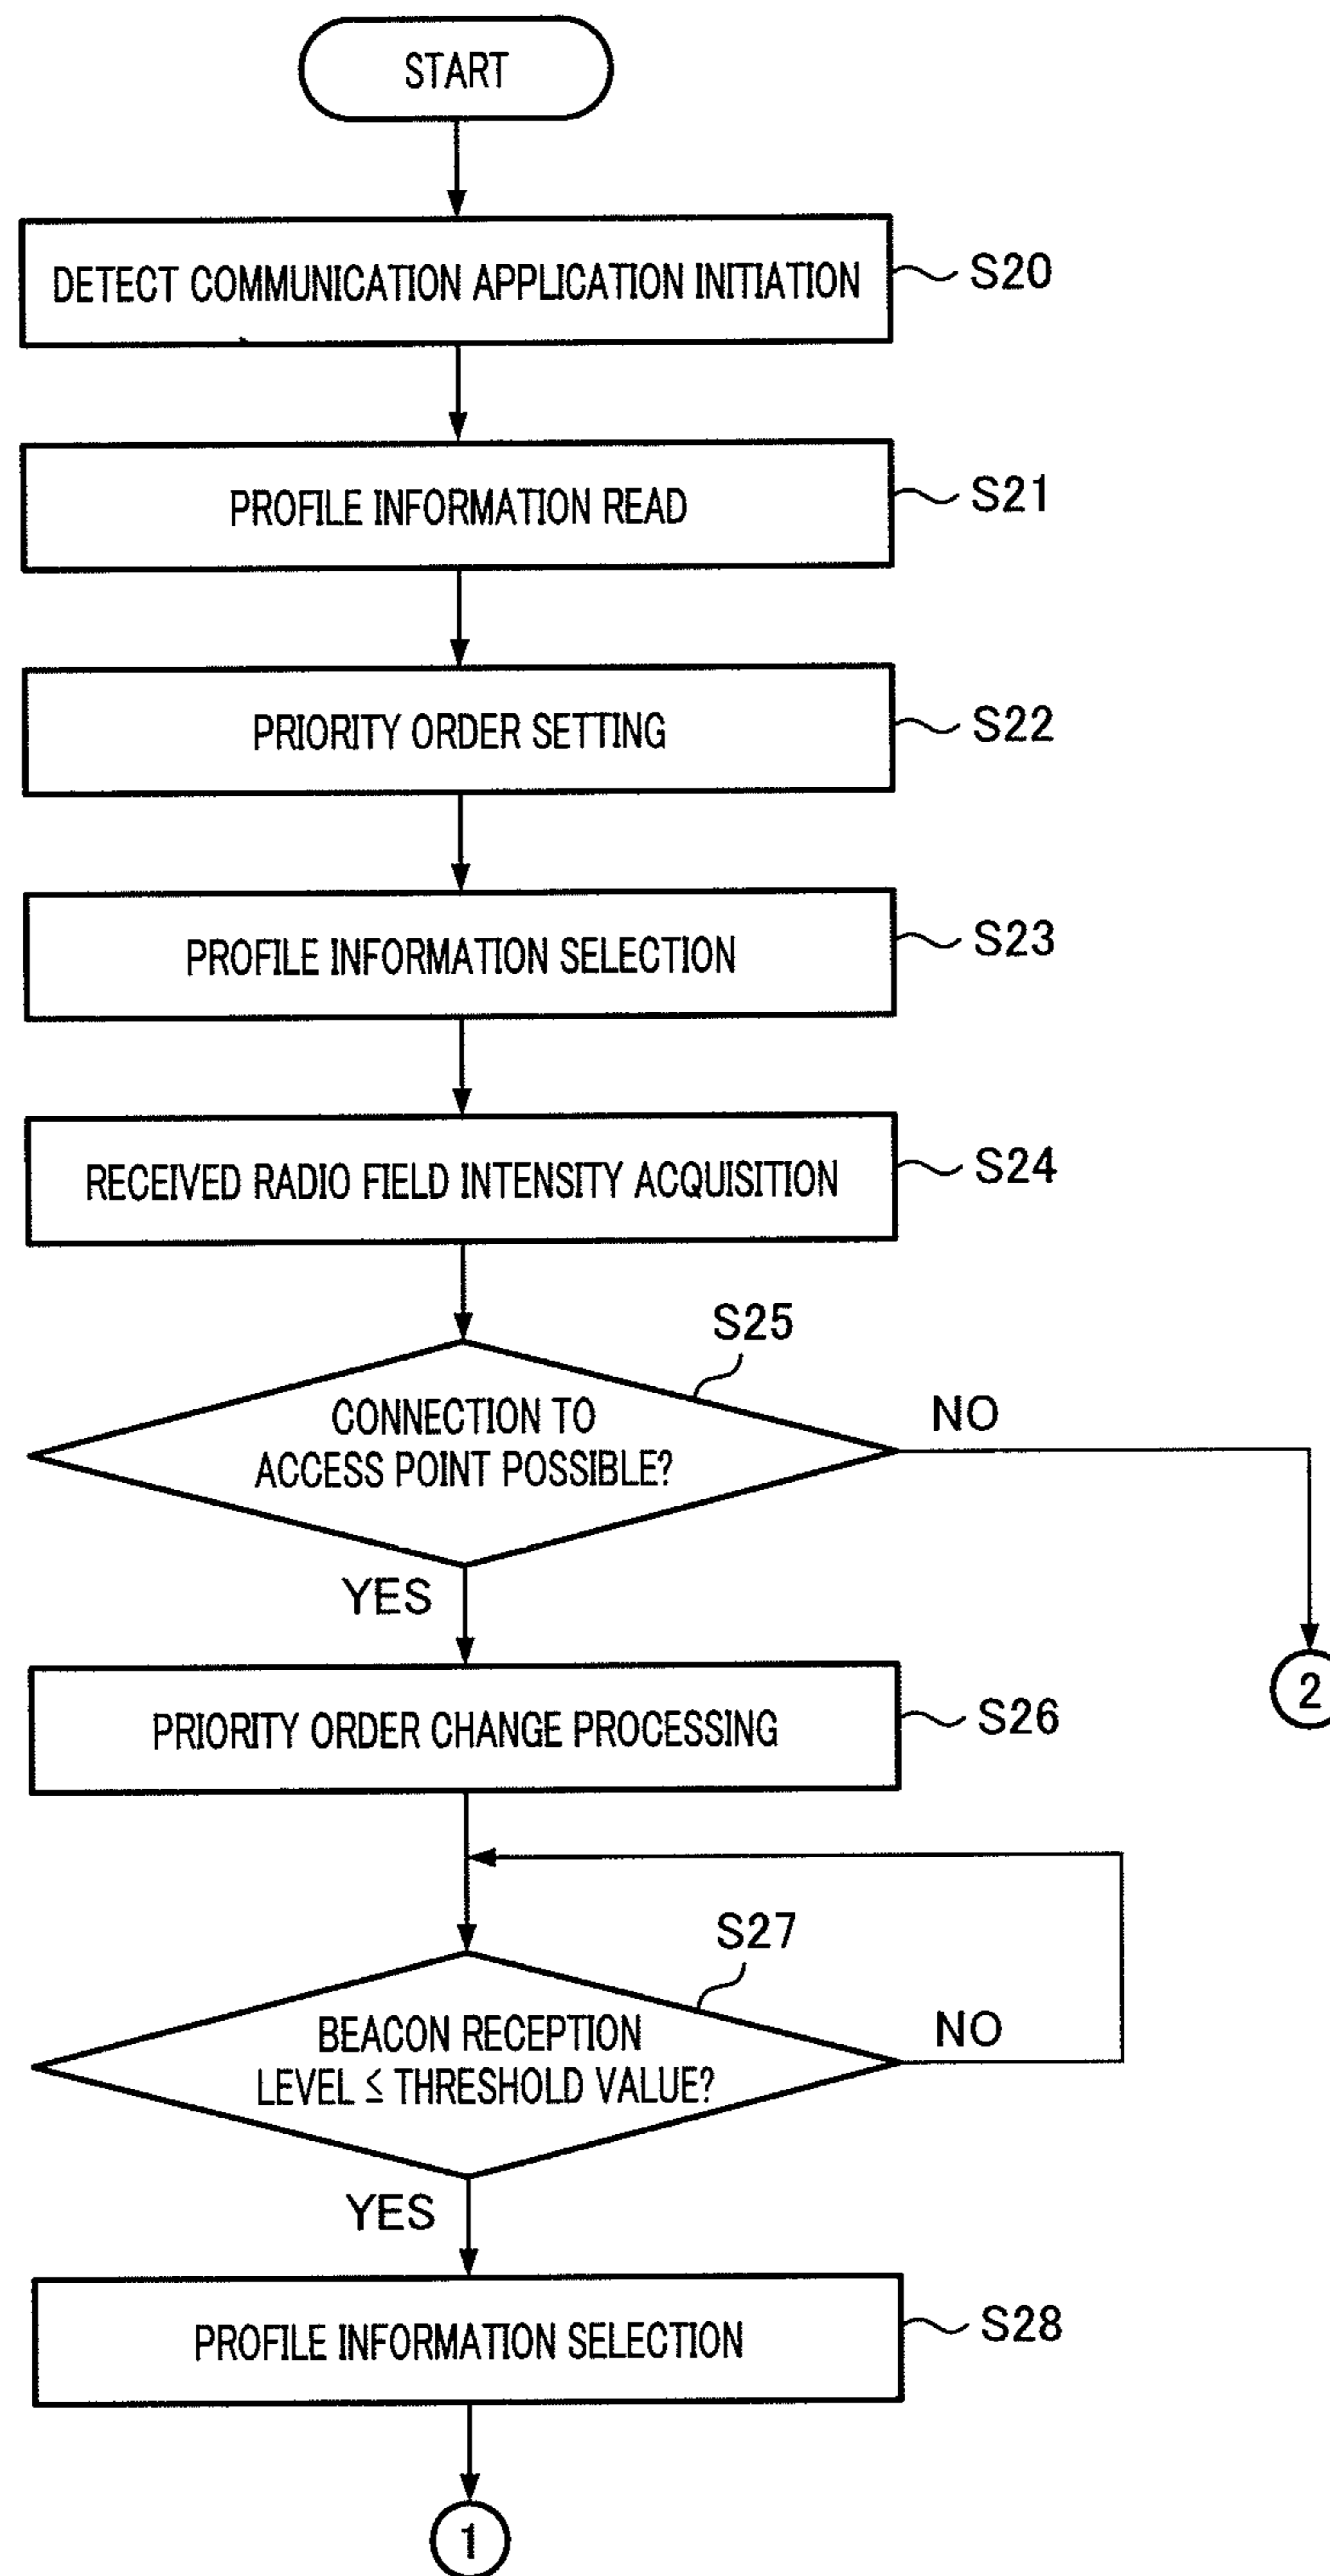 START
DETECT COMMUNICATION APPLICATION INITIATION
S20
PROFILE INFORMATION READ
S21
PRIORITY ORDER SETTING
S22
PROFILE INFORMATION SELECTION
S23
RECEIVED RADIO FIELD INTENSITY ACQUISITION
S24
S25
CONNECTION TO
ACCESS POINT POSSIBLE?
NO
YES
2
PRIORITY ORDER CHANGE PROCESSING
S26
S27
BEACON RECEPTION
LEVEL ≤ THRESHOLD VALUE?
NO
YES
PROFILE INFORMATION SELECTION
S28
1